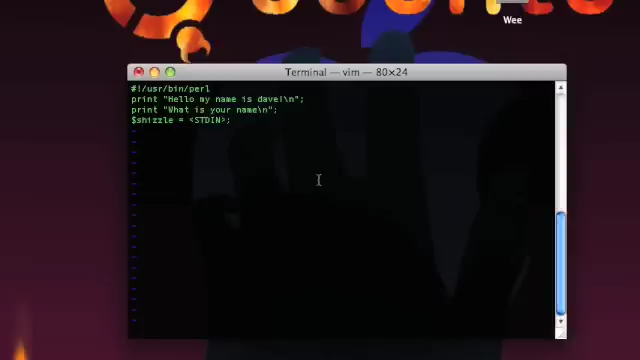 Wee
Terminal — vim — 80×24
#!/usr/bin/perl
print "Hello my name is dave!\n";
print "What is your name\n";
$shizzle = <STDIN>;